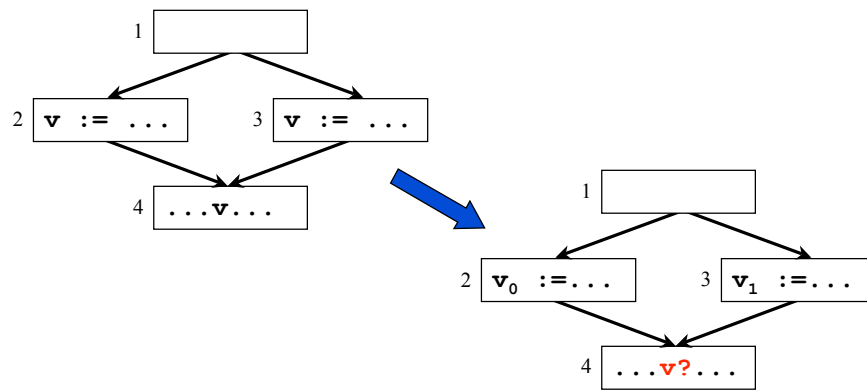 1
2 v := ...
3 v := ...
4 ...v...
1
2 v₀ :=...
3 v₁ :=...
4 ...v?...